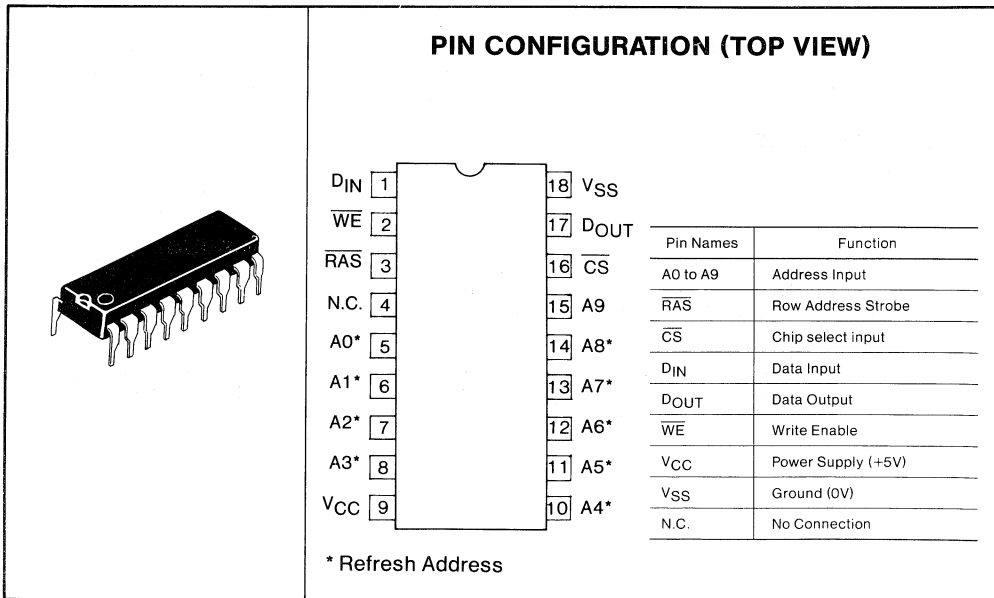 PIN CONFIGURATION (TOP VIEW)
DIN 1
WE 2
RAS 3
N.C. 4
A0* 5
A1* 6
A2* 7
A3* 8
VCC 9
18 VSS
17 DOUT
16 CS
15 A9
14 A8*
13 A7*
12 A6*
11 A5*
10 A4*
* Refresh Address
Pin Names Function
A0 to A9 Address Input
RAS Row Address Strobe
CS Chip select input
DIN Data Input
DOUT Data Output
WE Write Enable
VCC Power Supply (+5V)
VSS Ground (0V)
N.C. No Connection